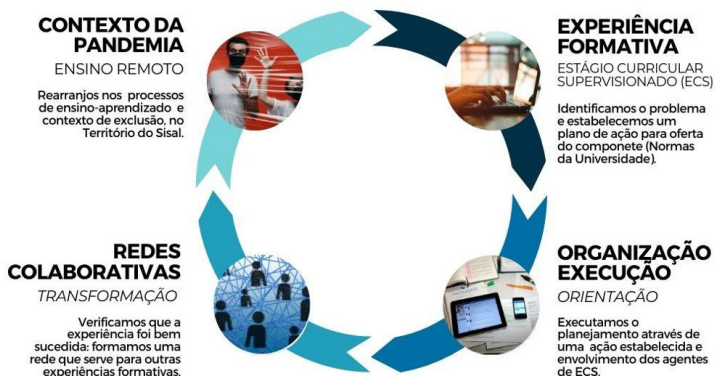 CONTEXTO DA
PANDEMIA
ENSINO REMOTO
Rearranjos nos processos
de ensino-aprendizado e
contexto de exclusão, no
Território do Sisal.
EXPERIÊNCIA
FORMATIVA
ESTÁGIO CURRICULAR
SUPERVISIONADO (ECS)
Identificamos o problema
e estabelecemos um
plano de ação para oferta
do componete (Normas
da Universidade).
REDES
COLABORATIVAS
TRANSFORMAÇÃO
Verificamos que a
experiência foi bem
sucedida: formamos uma
rede que serve para outras
experiências formativas.
ORGANIZAÇÃO
EXECUÇÃO
ORIENTAÇÃO
Executamos o
planejamento através de
uma ação estabelecida e
envolvimento dos agentes
de ECS.